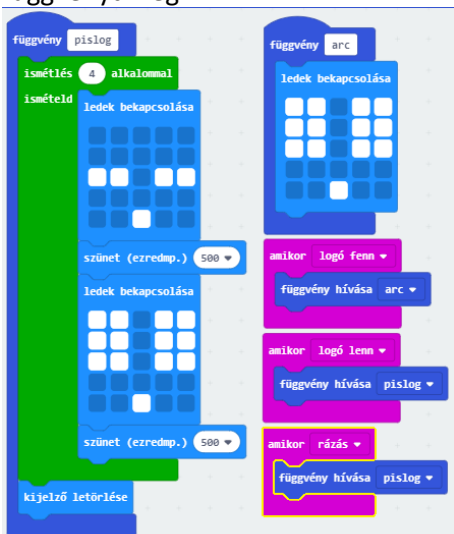 függvény pislog
ismétlés 4 alkalommal
ismételd
ledek bekapcsolása
szünet (ezredmp.) 500
ledek bekapcsolása
szünet (ezredmp.) 500
kijelző letörlése
függvény arc
ledek bekapcsolása
amikor logó fenn
függvény hívása arc
amikor logó lenn
függvény hívása pislog
amikor rázás
függvény hívása pislog